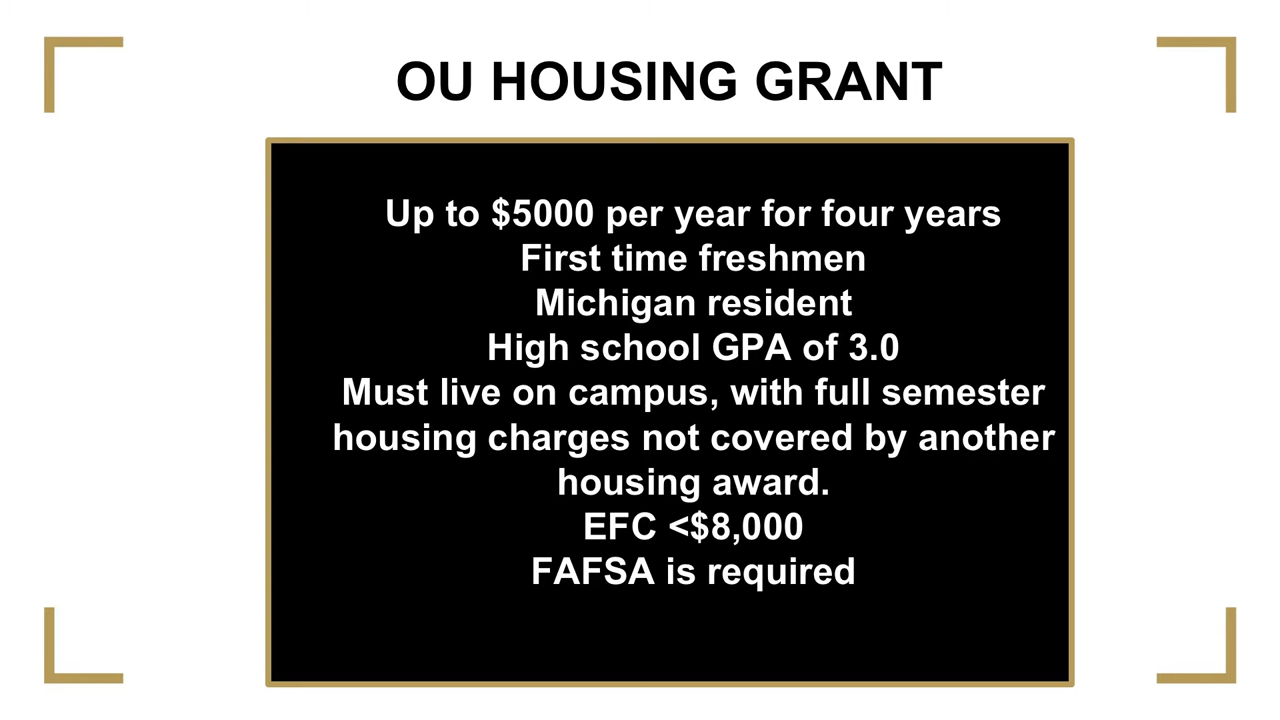 OU HOUSING GRANT
Up to $5000 per year for four years
First time freshmen
Michigan resident
High school GPA of 3.0
Must live on campus, with full semester
housing charges not covered by another
housing award.
EFC <$8,000
FAFSA is required